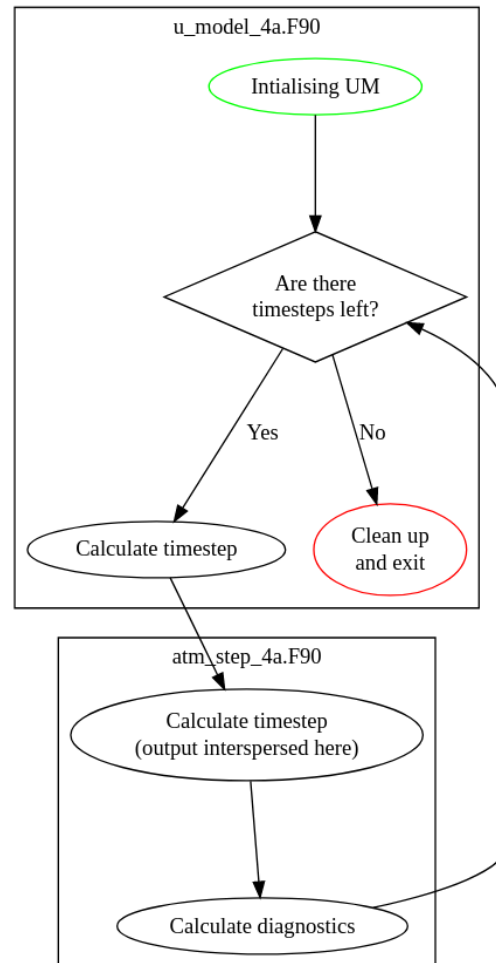 u_model_4a.F90
Intialising UM
Are there
timesteps left?
Yes
No
Calculate timestep
Clean up
and exit
atm_step_4a.F90
Calculate timestep
(output interspersed here)
Calculate diagnostics